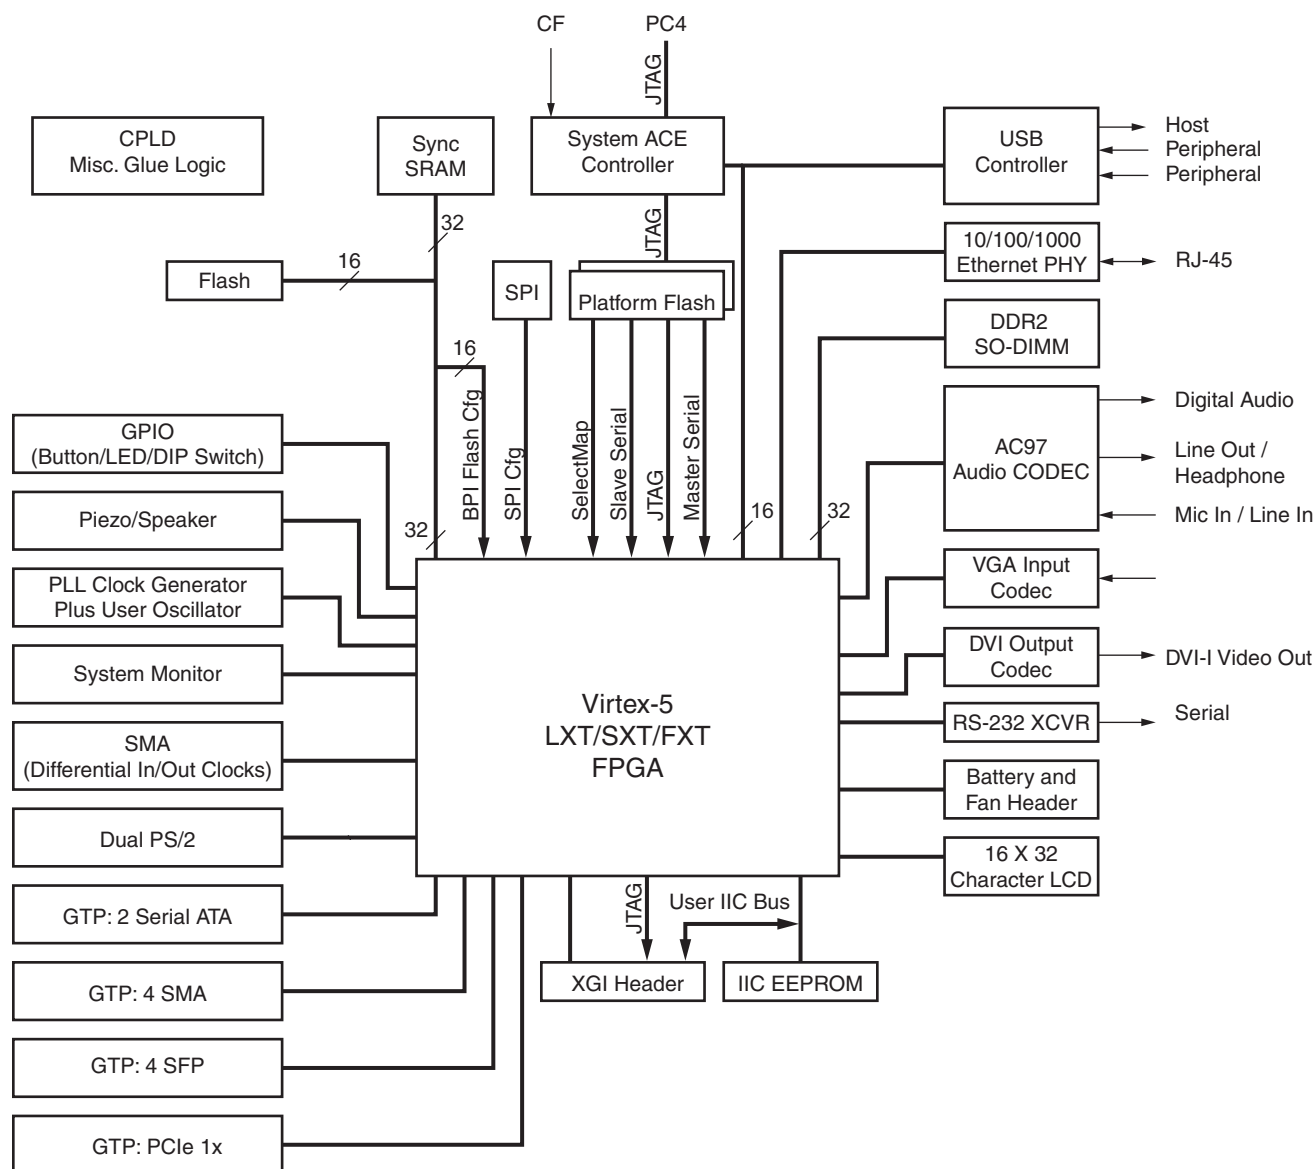 CF
PC4
JTAG
CPLD
Misc. Glue Logic
Sync
SRAM
System ACE
Controller
USB
Controller
Host
Peripheral
Peripheral
32
JTAG
10/100/1000
Ethernet PHY
RJ-45
16
Flash
SPI
Platform Flash
DDR2
SO-DIMM
16
BPI Flash Cfg
SPI Cfg
SelectMap
Slave Serial
JTAG
Master Serial
AC97
Audio CODEC
Digital Audio
Line Out /
Headphone
Mic In / Line In
GPIO
(Button/LED/DIP Switch)
Piezo/Speaker
32
16
32
PLL Clock Generator
Plus User Oscillator
VGA Input
Codec
System Monitor
DVI Output
Codec
DVI-I Video Out
Virtex-5
LXT/SXT/FXT
FPGA
RS-232 XCVR
Serial
SMA
(Differential In/Out Clocks)
Battery and
Fan Header
Dual PS/2
16 X 32
Character LCD
GTP: 2 Serial ATA
JTAG
User IIC Bus
GTP: 4 SMA
XGI Header
IIC EEPROM
GTP: 4 SFP
GTP: PCIe 1x